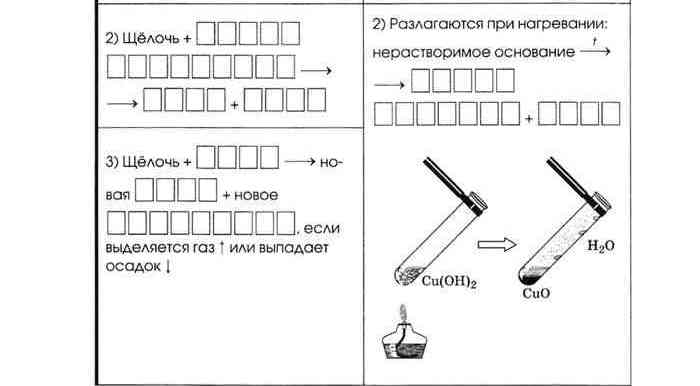 2) Щёлочь + □□□□□
□□□□□□□□□ ⟶
⟶ □□□□ + □□□□
3) Щёлочь + □□□□ ⟶ но-
вая □□□□ + новое
□□□□□□□□□, если
выделяется газ ↑ или выпадает
осадок ↓
2) Разлагаются при нагревании:
нерастворимое основание t⟶
⟶ □□□□□
□□□□□□□ + □□□□
Cu(OH)₂
H₂O
CuO